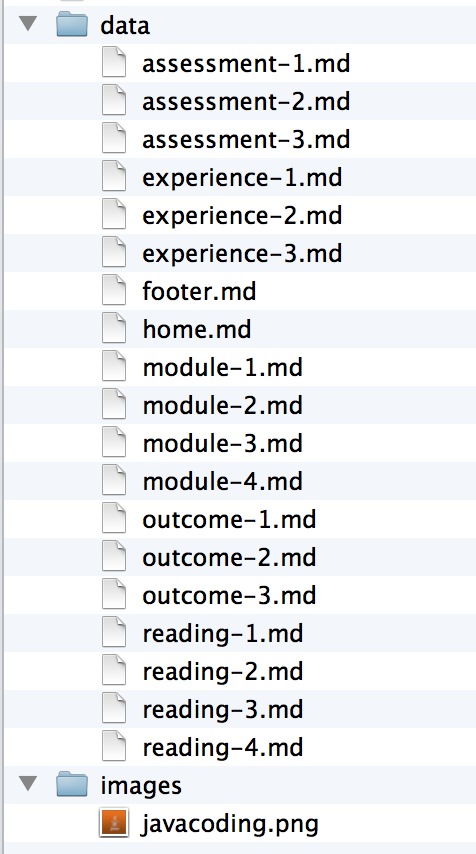 data
assessment-1.md
assessment-2.md
assessment-3.md
experience-1.md
experience-2.md
experience-3.md
footer.md
home.md
module-1.md
module-2.md
module-3.md
module-4.md
outcome-1.md
outcome-2.md
outcome-3.md
reading-1.md
reading-2.md
reading-3.md
reading-4.md
images
javacoding.png